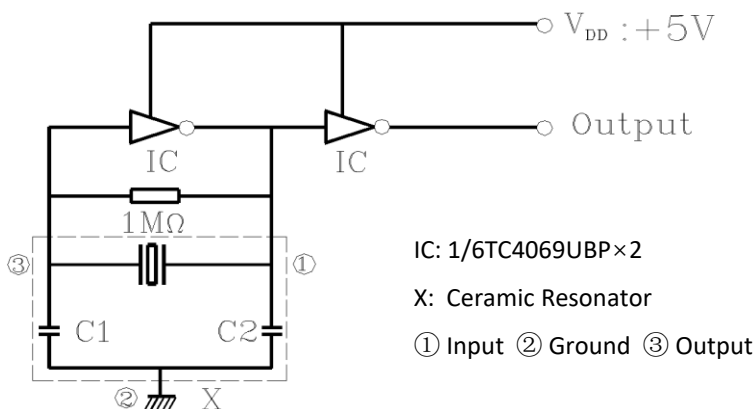 VDD :+5V
Output
IC
IC
1MΩ
③
①
IC: 1/6TC4069UBP×2
X: Ceramic Resonator
C1
C2
① Input ② Ground ③ Output
②
X